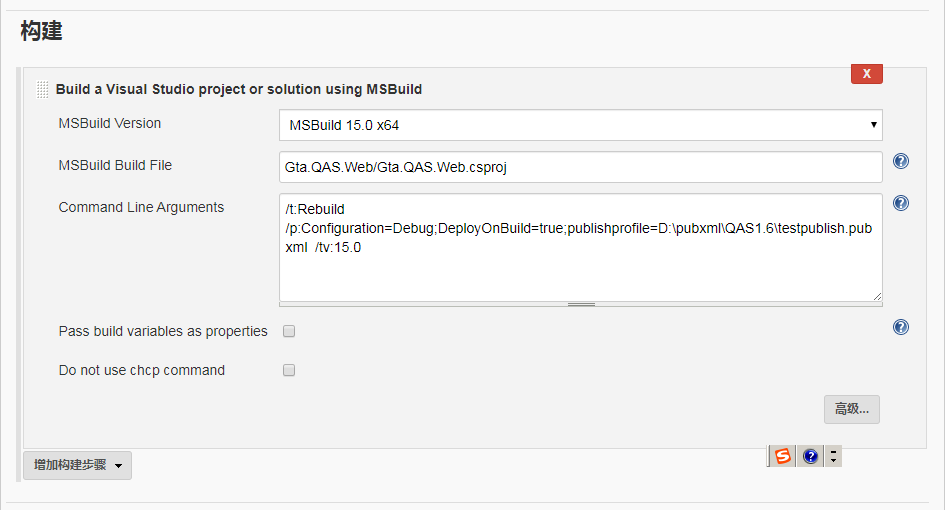 构建
X
Build a Visual Studio project or solution using MSBuild
MSBuild Version
MSBuild 15.0 x64
MSBuild Build File
Gta.QAS.Web/Gta.QAS.Web.csproj
Command Line Arguments
/t:Rebuild
/p:Configuration=Debug;DeployOnBuild=true;publishprofile=D:\pubxml\QAS1.6\testpublish.pub
xml  /tv:15.0
Pass build variables as properties
Do not use chcp command
高级...
增加构建步骤